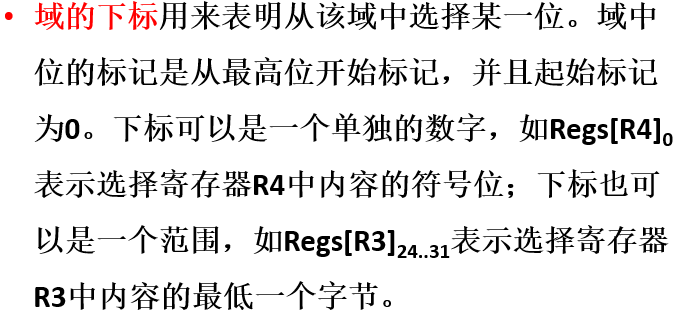 • 域的下标用来表明从该域中选择某一位。域中
位的标记是从最高位开始标记，并且起始标记
为0。下标可以是一个单独的数字，如Regs[R4]0
表示选择寄存器R4中内容的符号位；下标也可
以是一个范围，如Regs[R3]24..31表示选择寄存器
R3中内容的最低一个字节。